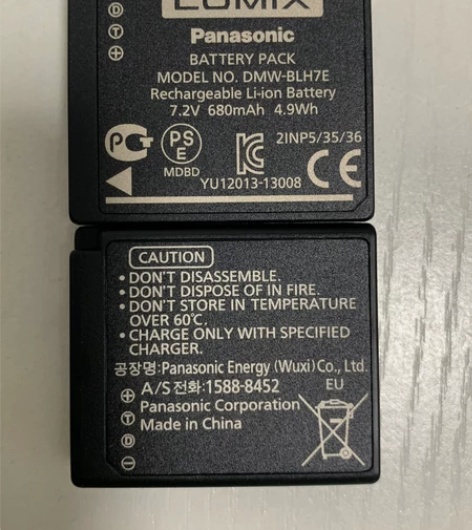 LUMIX
Panasonic
BATTERY PACK
MODEL NO. DMW-BLH7E
Rechargeable Li-ion Battery
7.2V 680mAh 4.9Wh
PS
E
2INP5/35/36
MDBD
CE
YU12013-13008
D
T
+
CAUTION
• DON'T DISASSEMBLE.
• DON'T DISPOSE OF IN FIRE.
• DON'T STORE IN TEMPERATURE
OVER 60℃.
• CHARGE ONLY WITH SPECIFIED
CHARGER.
공장명:Panasonic Energy (Wuxi)Co., Ltd.
A/S 전화:1588-8452
EU
Panasonic Corporation
Made in China
+
T
D
−